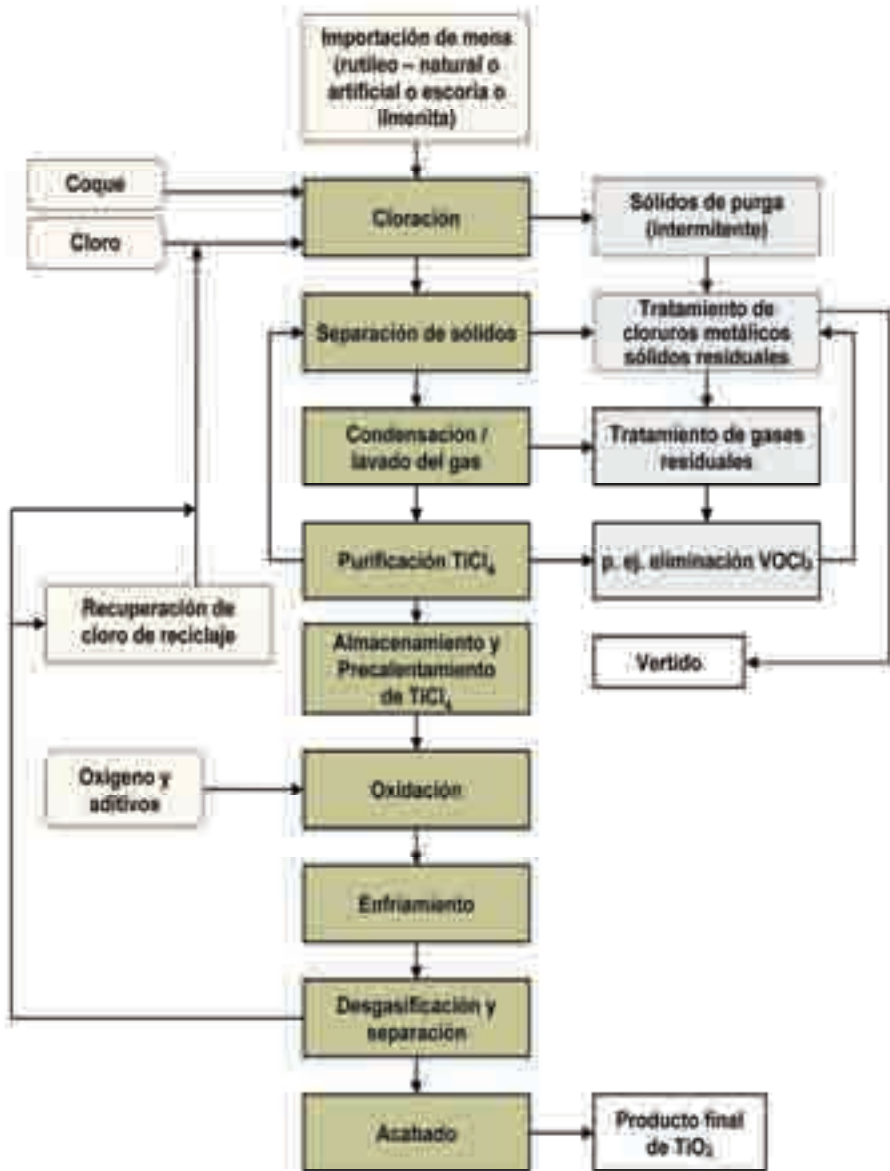 Importación de mena
(rutileo – natural o
artificial o escoria o
ilmenita)
Coque
Cloro
Cloración
Sólidos de purga
(intermitente)
Separación de sólidos
Tratamiento de
cloruros metálicos
sólidos residuales
Condensación /
lavado del gas
Tratamiento de gases
residuales
Purificación TiCl₄
p. ej. eliminación VOCl₃
Recuperación de
cloro de reciclaje
Almacenamiento y
Precalentamiento
de TiCl₄
Vertido
Oxígeno y
aditivos
Oxidación
Enfriamiento
Desgasificación y
separación
Acabado
Producto final
de TiO₂